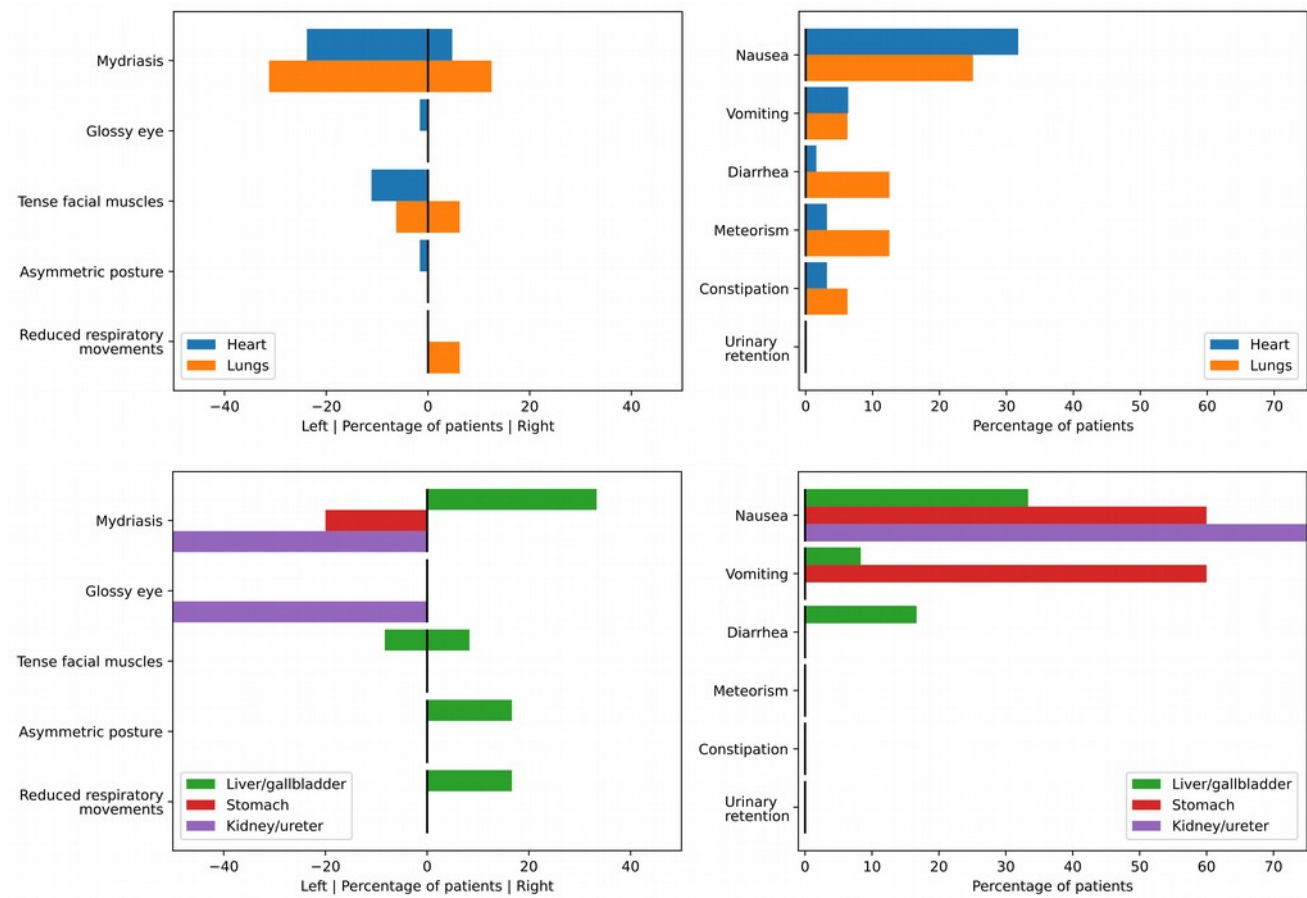 Mydriasis
Glossy eye
Tense facial muscles
Asymmetric posture
Reduced respiratory
movements
Heart
Lungs
−40 −20 0 20 40
Left | Percentage of patients | Right
Nausea
Vomiting
Diarrhea
Meteorism
Constipation
Urinary
retention
Heart
Lungs
0 10 20 30 40 50 60 70
Percentage of patients
Mydriasis
Glossy eye
Tense facial muscles
Asymmetric posture
Reduced respiratory
movements
Liver/gallbladder
Stomach
Kidney/ureter
−40 −20 0 20 40
Left | Percentage of patients | Right
Nausea
Vomiting
Diarrhea
Meteorism
Constipation
Urinary
retention
Liver/gallbladder
Stomach
Kidney/ureter
0 10 20 30 40 50 60 70
Percentage of patients